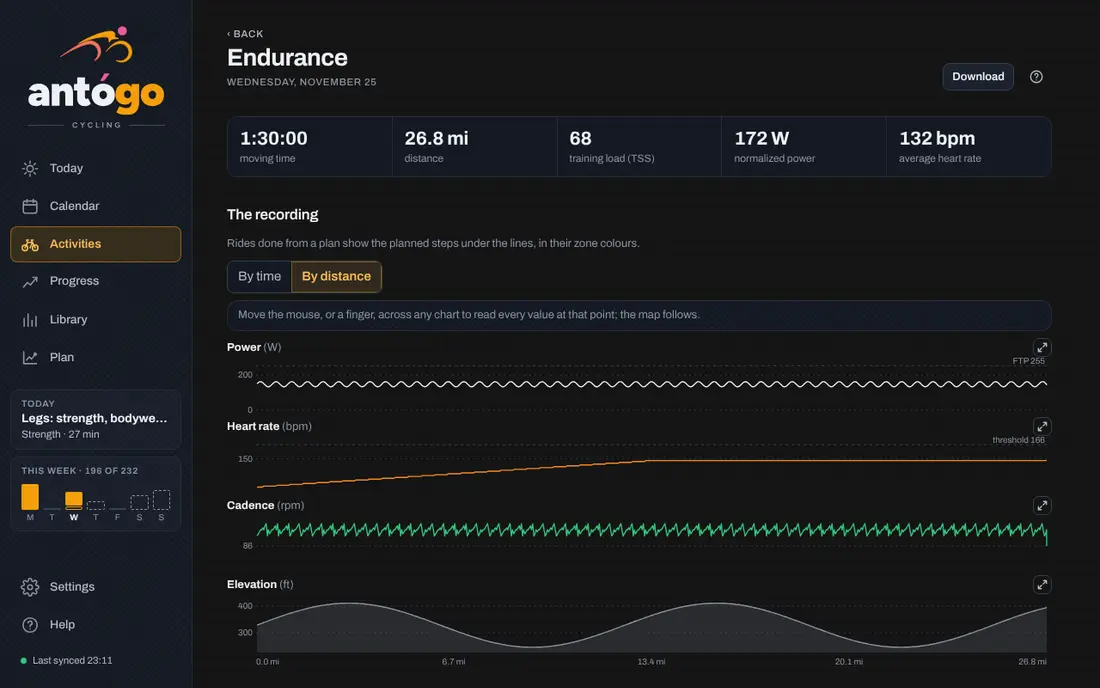 antógo
CYCLING
Today
Calendar
Activities
Progress
Library
Plan
TODAY
Legs: strength, bodywe...
Strength · 27 min
THIS WEEK · 196 OF 232
M T W T F S S
Settings
Help
Last synced 23:11
‹ BACK
Endurance
WEDNESDAY, NOVEMBER 25
Download
?
1:30:00
moving time
26.8 mi
distance
68
training load (TSS)
172 W
normalized power
132 bpm
average heart rate
The recording
Rides done from a plan show the planned steps under the lines, in their zone colours.
By time
By distance
Move the mouse, or a finger, across any chart to read every value at that point; the map follows.
Power (W)
FTP 255
200
0
Heart rate (bpm)
threshold 166
150
Cadence (rpm)
86
Elevation (ft)
400
300
0.0 mi 6.7 mi 13.4 mi 20.1 mi 26.8 mi